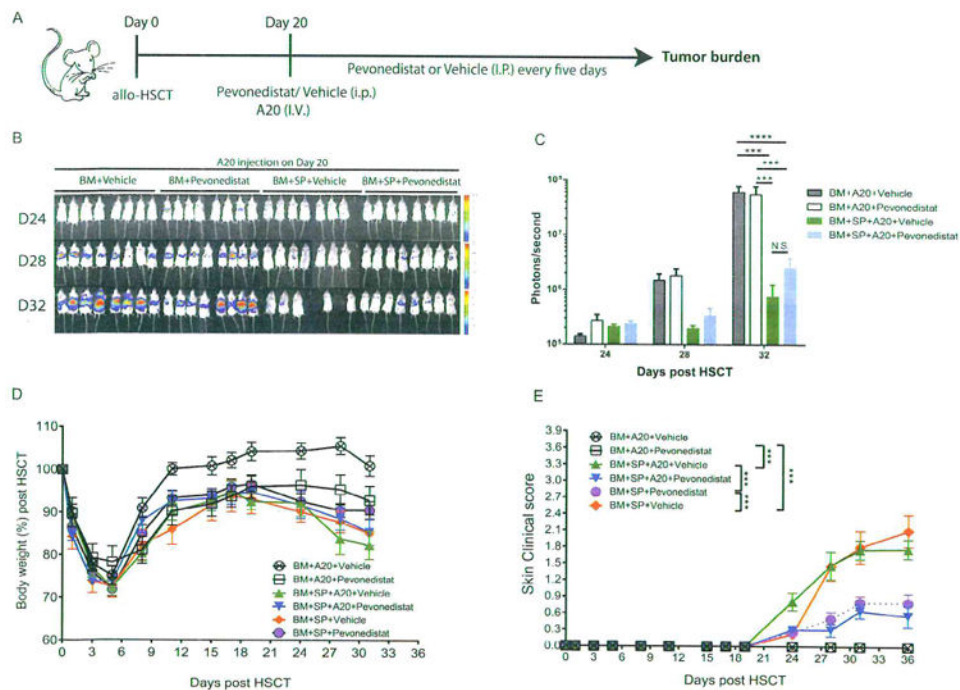 A
Day 0
Day 20
Pevonedistat or Vehicle (I.P.) every five days
Tumor burden
allo-HSCT
Pevonedistat/ Vehicle (i.p.)
A20 (I.V.)
B
A20 injection on Day 20
BM+Vehicle BM+Pevonedistat BM+SP+Vehicle BM+SP+Pevonedistat
D24
D28
D32
C
****
***
***
***
NS
Photons/second
10⁸
10⁷
10⁶
10⁵
24 28 32
Days post HSCT
BM+A20+Vehicle
BM+A20+Pevonedistat
BM+SP+A20+Vehicle
BM+SP+A20+Pevonedistat
D
Body weight (%) post HSCT
110
100
90
80
70
60
0 3 6 9 12 15 18 21 24 27 30 33 36
Days post HSCT
BM+A20+Vehicle
BM+A20+Pevonedistat
BM+SP+A20+Vehicle
BM+SP+A20+Pevonedistat
BM+SP+Vehicle
BM+SP+Pevonedistat
E
Skin Clinical score
3.9
3.6
3.3
3.0
2.7
2.4
2.1
1.8
1.5
1.2
0.9
0.6
0.3
0.0
0 3 6 9 12 15 18 21 24 27 30 33 36
Days post HSCT
BM+A20+Vehicle
BM+A20+Pevonedistat
BM+SP+A20+Vehicle
BM+SP+A20+Pevonedistat
BM+SP+Pevonedistat
BM+SP+Vehicle